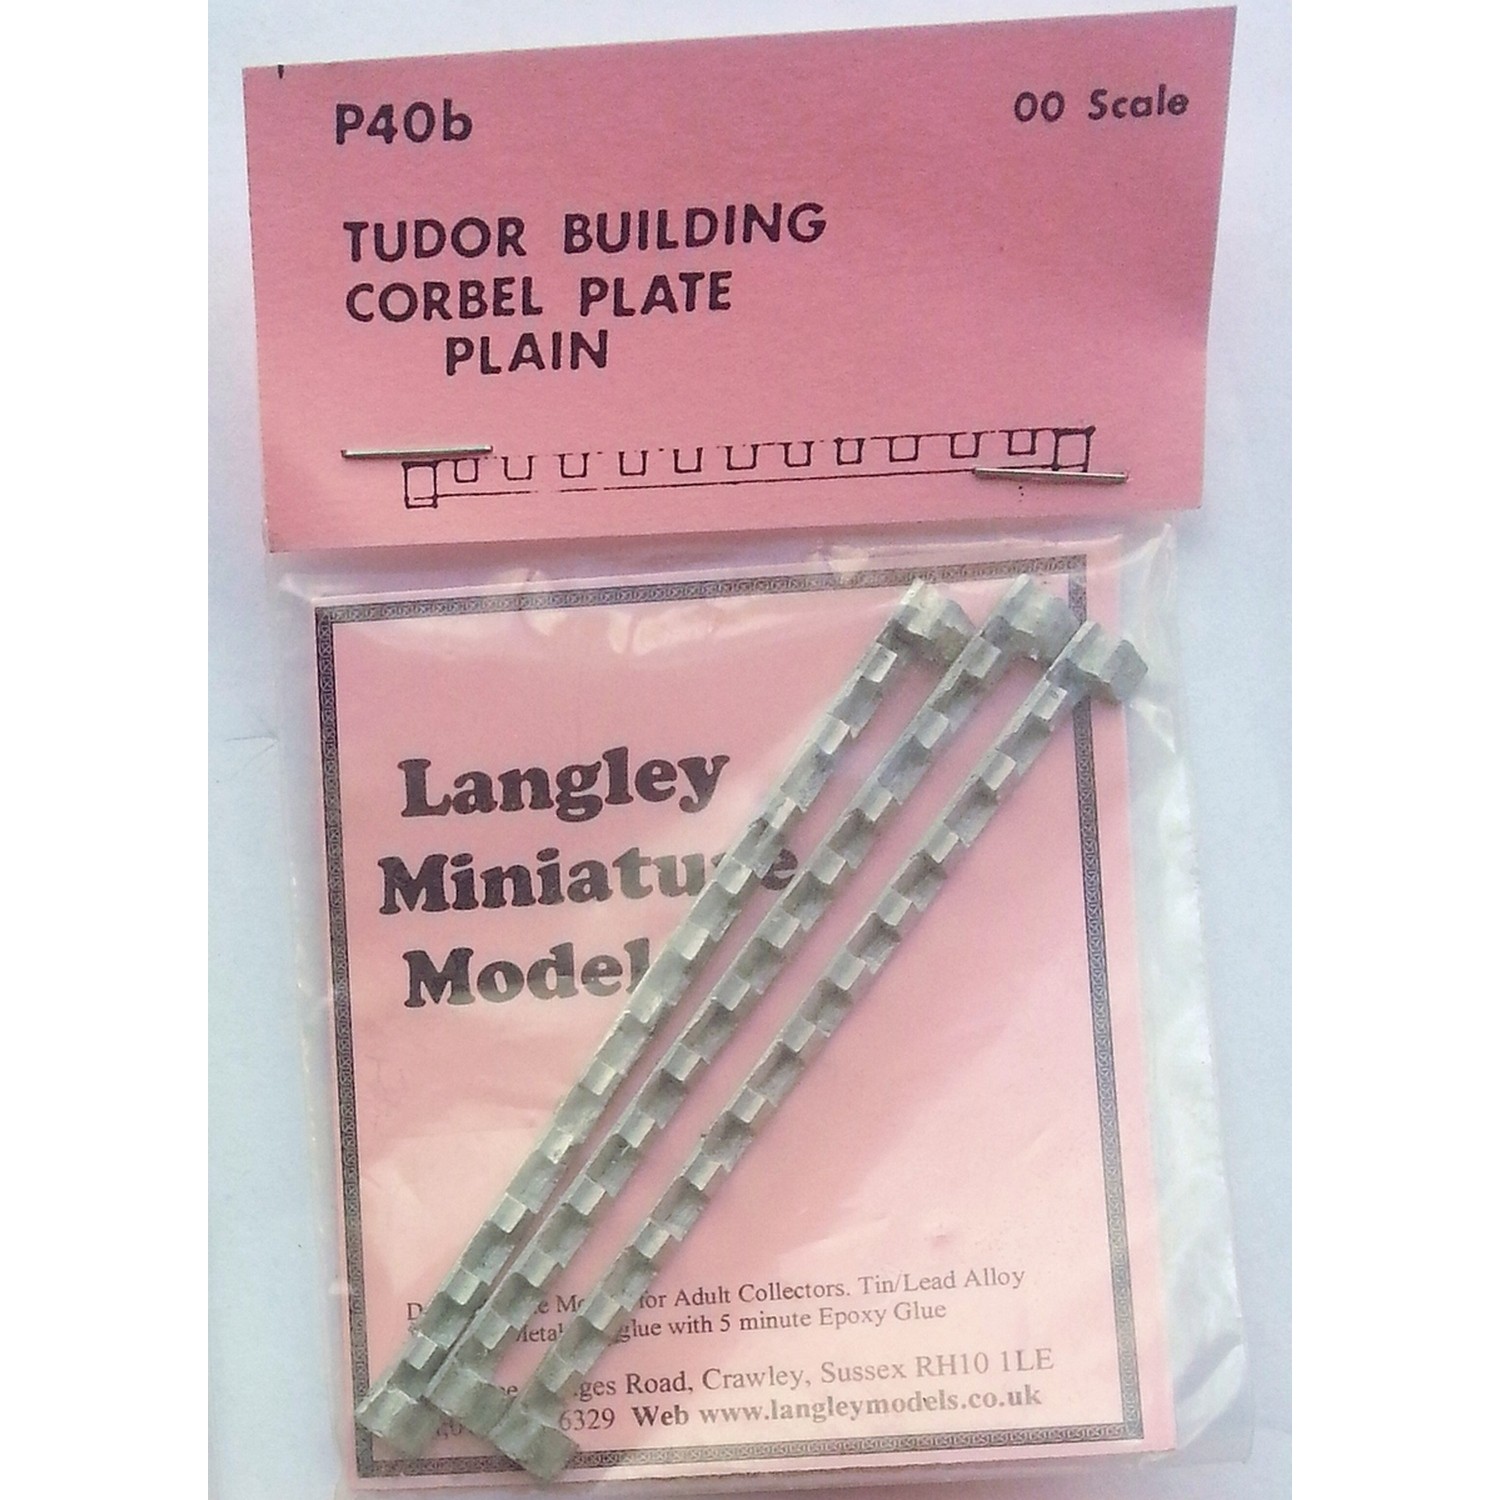 P40b
00 Scale
TUDOR BUILDING
CORBEL PLATE
PLAIN
Langley
Miniature
Model
for Adult Collectors. Tin/Lead Alloy
glue with 5 minute Epoxy Glue
Road, Crawley, Sussex RH10 1LE
6329 Web www.langleymodels.co.uk